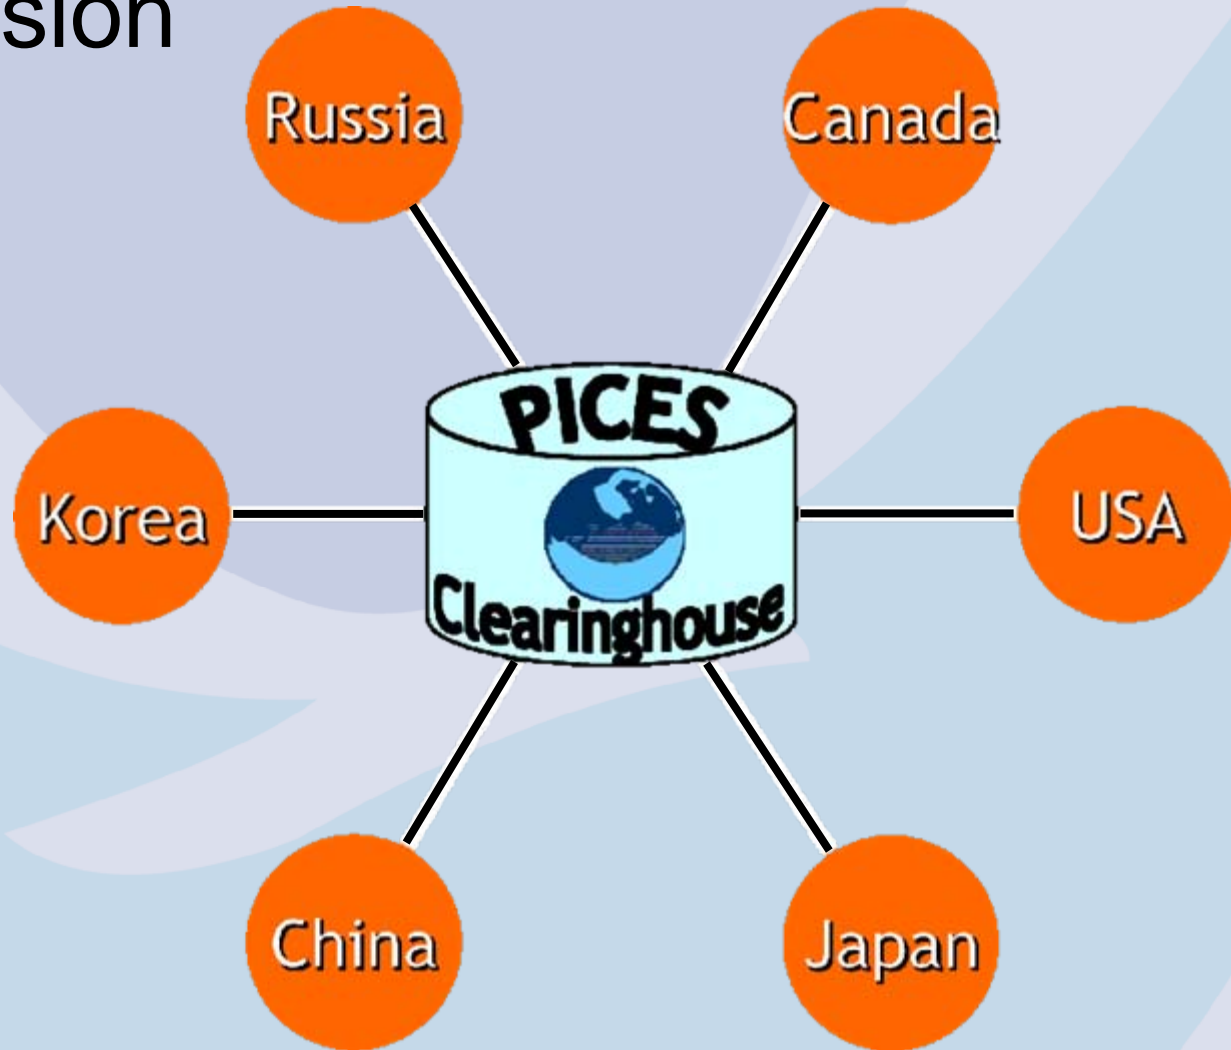 sion
Russia
Canada
PICES
Korea
USA
Clearinghouse
China
Japan